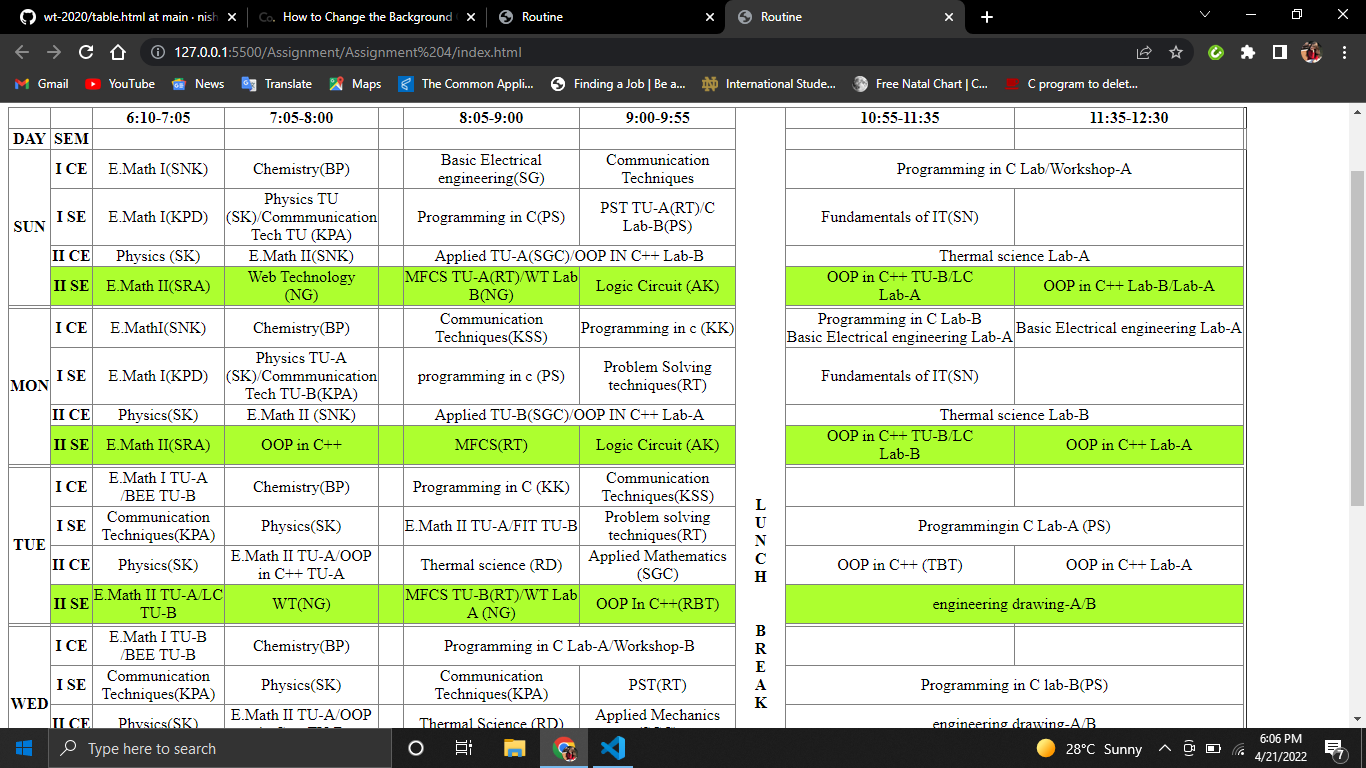 wt-2020/table.html at main · nish
Co.
How to Change the Background
Routine
Routine
127.0.0.1:5500/Assignment/Assignment%204/index.html
Gmail
YouTube
News
Translate
Maps
The Common Appli...
Finding a Job | Be a...
International Stude...
Free Natal Chart | C...
C program to delet...
6:10-7:05 7:05-8:00 8:05-9:00 9:00-9:55 10:55-11:35 11:35-12:30
DAY SEM
SUN
I CE
E.Math I(SNK)
Chemistry(BP)
Basic Electrical
engineering(SG)
Communication
Techniques
Programming in C Lab/Workshop-A
I SE
E.Math I(KPD)
Physics TU
(SK)/Commmunication
Tech TU (KPA)
Programming in C(PS)
PST TU-A(RT)/C
Lab-B(PS)
Fundamentals of IT(SN)
II CE
Physics (SK)
E.Math II(SNK)
Applied TU-A(SGC)/OOP IN C++ Lab-B
Thermal science Lab-A
II SE
E.Math II(SRA)
Web Technology
(NG)
MFCS TU-A(RT)/WT Lab
B(NG)
Logic Circuit (AK)
OOP in C++ TU-B/LC
Lab-A
OOP in C++ Lab-B/Lab-A
MON
I CE
E.MathI(SNK)
Chemistry(BP)
Communication
Techniques(KSS)
Programming in c (KK)
Programming in C Lab-B
Basic Electrical engineering Lab-A
Basic Electrical engineering Lab-A
I SE
E.Math I(KPD)
Physics TU-A
(SK)/Commmunication
Tech TU-B(KPA)
programming in c (PS)
Problem Solving
techniques(RT)
Fundamentals of IT(SN)
II CE
Physics(SK)
E.Math II (SNK)
Applied TU-B(SGC)/OOP IN C++ Lab-A
Thermal science Lab-B
II SE
E.Math II(SRA)
OOP in C++
MFCS(RT)
Logic Circuit (AK)
OOP in C++ TU-B/LC
Lab-B
OOP in C++ Lab-A
TUE
I CE
E.Math I TU-A
/BEE TU-B
Chemistry(BP)
Programming in C (KK)
Communication
Techniques(KSS)
I SE
Communication
Techniques(KPA)
Physics(SK)
E.Math II TU-A/FIT TU-B
Problem solving
techniques(RT)
Programmingin C Lab-A (PS)
II CE
Physics(SK)
E.Math II TU-A/OOP
in C++ TU-A
Thermal science (RD)
Applied Mathematics
(SGC)
OOP in C++ (TBT)
OOP in C++ Lab-A
II SE
E.Math II TU-A/LC
TU-B
WT(NG)
MFCS TU-B(RT)/WT Lab
A (NG)
OOP In C++(RBT)
engineering drawing-A/B
L
U
N
C
H
B
R
E
A
K
WED
I CE
E.Math I TU-B
/BEE TU-B
Chemistry(BP)
Programming in C Lab-A/Workshop-B
I SE
Communication
Techniques(KPA)
Physics(SK)
Communication
Techniques(KPA)
PST(RT)
Programming in C lab-B(PS)
II CE
Physics(SK)
E.Math II TU-A/OOP
Thermal Science (RD)
Applied Mechanics
engineering drawing-A/B
Type here to search
28°C Sunny
6:06 PM
4/21/2022
7